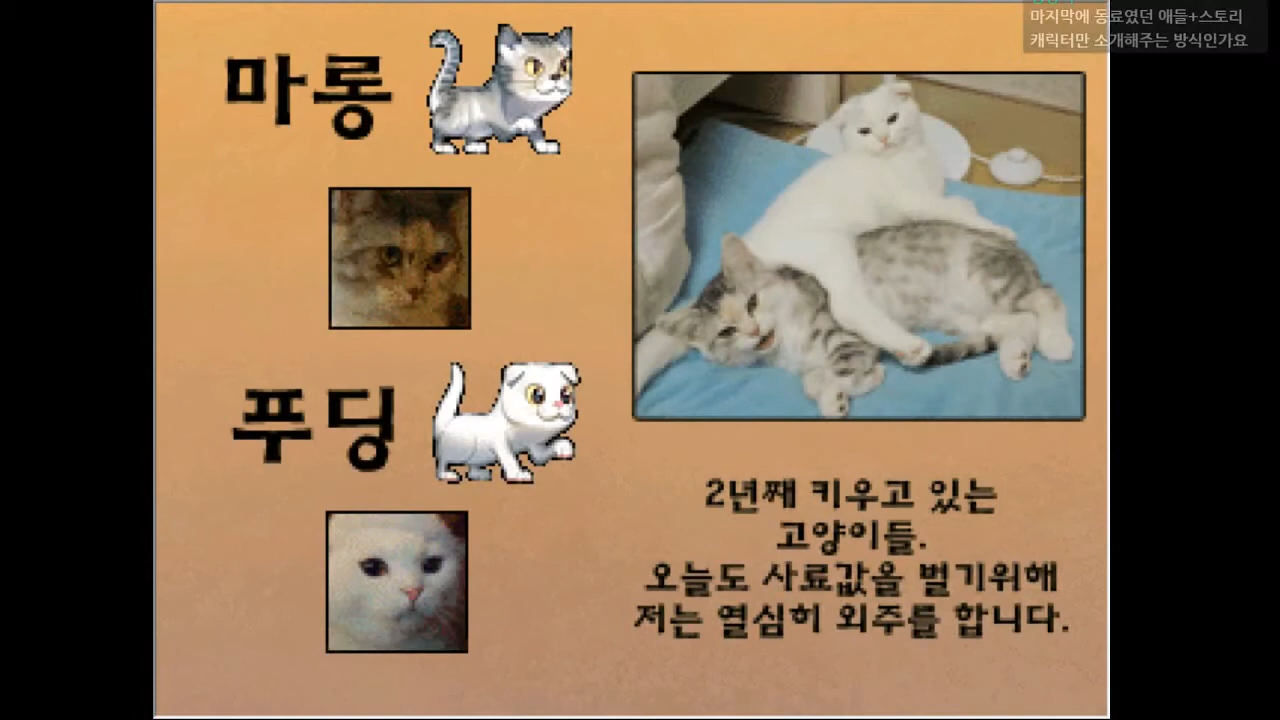 마지막에 동료였던 애들+스토리
캐릭터만 소개해주는 방식인가요
마롱
푸딩
2년째 키우고 있는
고양이들.
오늘도 사료값을 벌기위해
저는 열심히 외주를 합니다.